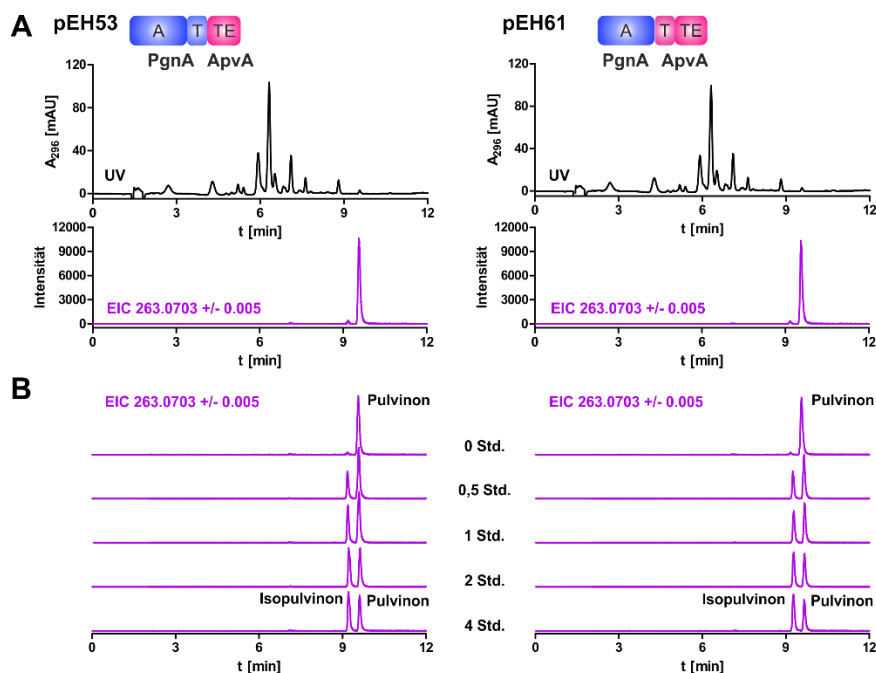 A
pEH53
A T TE
PgnA ApvA
pEH61
A T TE
PgnA ApvA
A296 [mAU]
120
80
40
0
UV
0 3 6 9 12
t [min]
A296 [mAU]
120
80
40
0
UV
0 3 6 9 12
t [min]
Intensität
12000
9000
6000
3000
0
EIC 263.0703 +/- 0.005
0 3 6 9 12
t [min]
Intensität
12000
9000
6000
3000
0
EIC 263.0703 +/- 0.005
0 3 6 9 12
t [min]
B
EIC 263.0703 +/- 0.005
Pulvinon
EIC 263.0703 +/- 0.005
Pulvinon
0 Std.
0,5 Std.
1 Std.
2 Std.
4 Std.
Isopulvinon Pulvinon
Isopulvinon Pulvinon
0 3 6 9 12
t [min]
0 3 6 9 12
t [min]